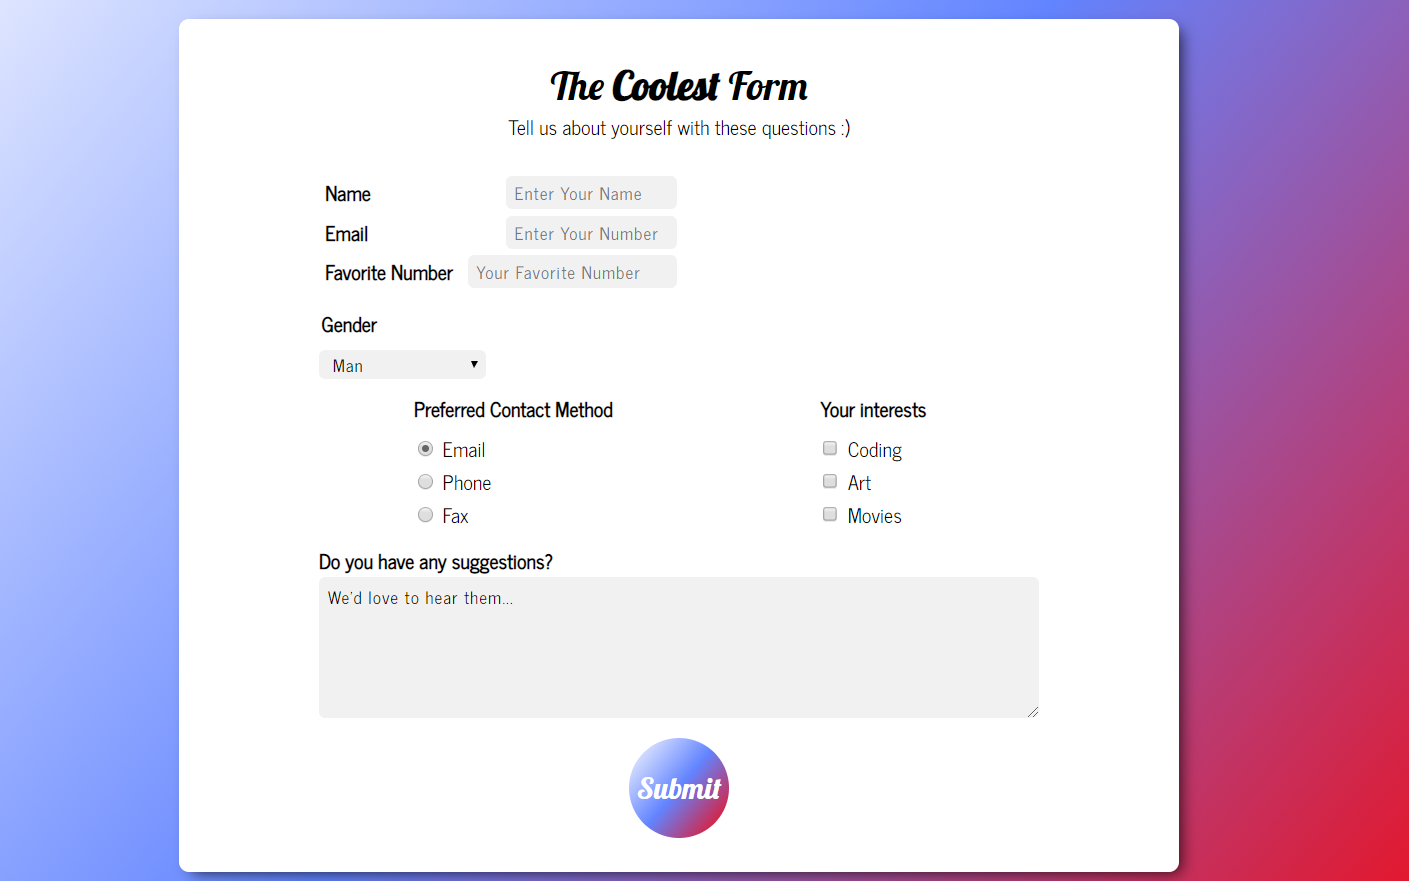 The Coolest Form
Tell us about yourself with these questions :)
Name Enter Your Name
Email Enter Your Number
Favorite Number Your Favorite Number
Gender
Man
Preferred Contact Method
Email
Phone
Fax
Your interests
Coding
Art
Movies
Do you have any suggestions?
We'd love to hear them...
Submit